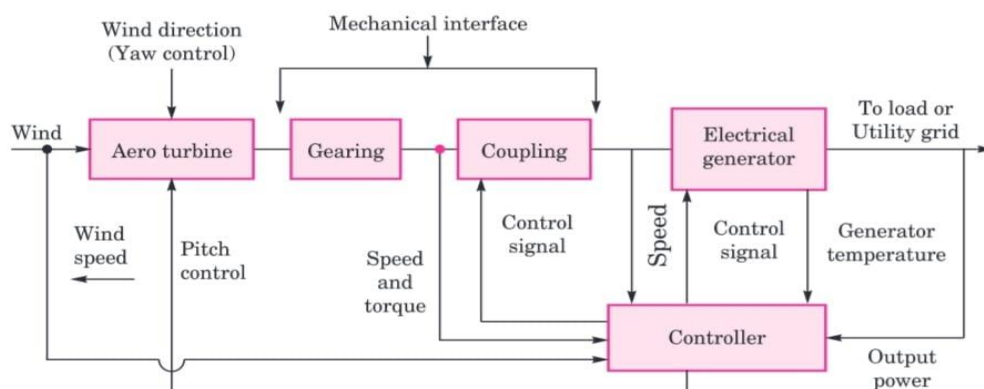 Wind direction
(Yaw control)
Mechanical interface
Wind
Aero turbine
Gearing
Coupling
Electrical
generator
To load or
Utility grid
Wind
speed
Pitch
control
Speed
and
torque
Control
signal
Speed
Control
signal
Generator
temperature
Controller
Output
power